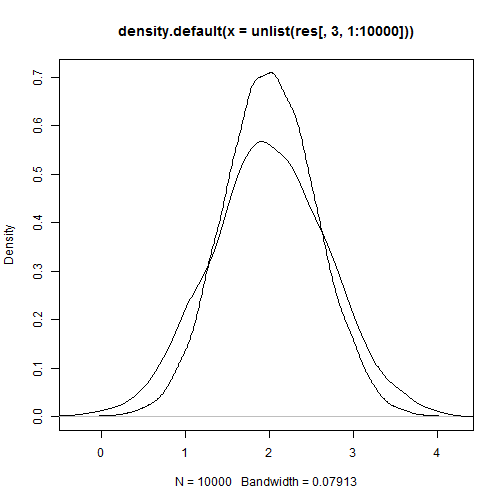 density.default(x = unlist(res[, 3, 1:10000]))
Density
0.7
0.6
0.5
0.4
0.3
0.2
0.1
0.0
0 1 2 3 4
N = 10000 Bandwidth = 0.07913